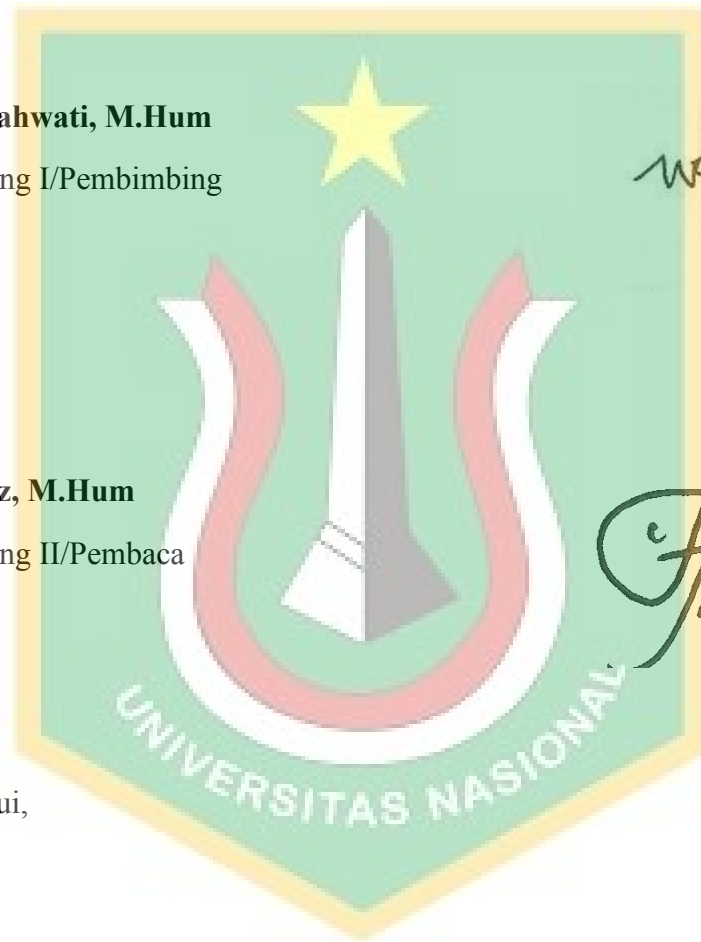 ahwati, M.Hum
ng I/Pembimbing
z, M.Hum
ng II/Pembaca
UNIVERSITAS NASIONAL
ui,